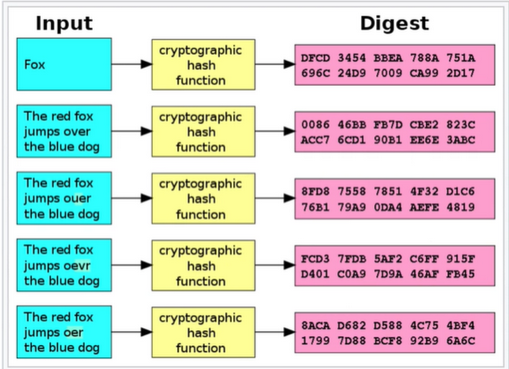 Input
Digest
Fox
cryptographic
hash
function
DFCD 3454 BBEA 788A 751A
696C 24D9 7009 CA99 2D17
The red fox
jumps over
the blue dog
cryptographic
hash
function
0086 46BB FB7D CBE2 823C
ACC7 6CD1 90B1 EE6E 3ABC
The red fox
jumps ouer
the blue dog
cryptographic
hash
function
8FD8 7558 7851 4F32 D1C6
76B1 79A9 0DA4 AEFE 4819
The red fox
jumps oevr
the blue dog
cryptographic
hash
function
FCD3 7FDB 5AF2 C6FF 915F
D401 C0A9 7D9A 46AF FB45
The red fox
jumps oer
the blue dog
cryptographic
hash
function
8ACA D682 D588 4C75 4BF4
1799 7D88 BCF8 92B9 6A6C